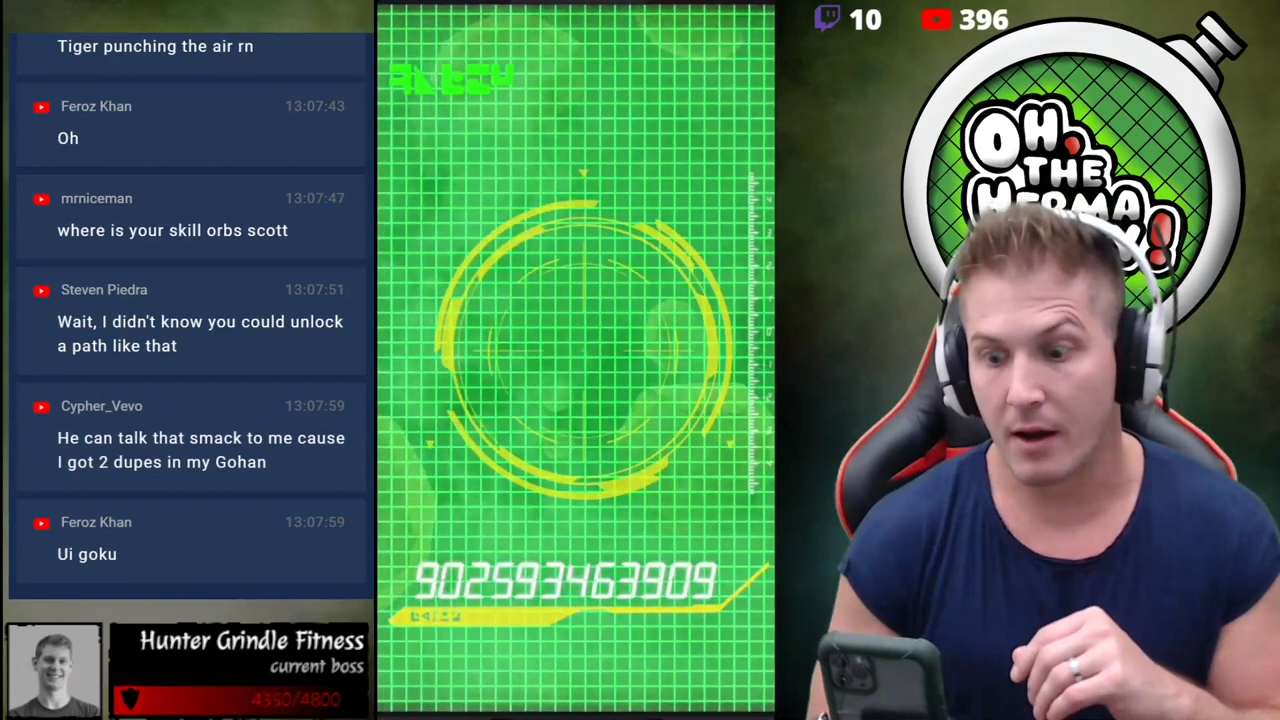 Tiger punching the air rn
Feroz Khan 13:07:43
Oh
mrniceman 13:07:47
where is your skill orbs scott
Steven Piedra 13:07:51
Wait, I didn't know you could unlock
a path like that
Cypher_Vevo 13:07:59
He can talk that smack to me cause
I got 2 dupes in my Gohan
Feroz Khan 13:07:59
Ui goku
Hunter Grindle Fitness
current boss
4350/4800
902593463909
10 396
OH,
THE